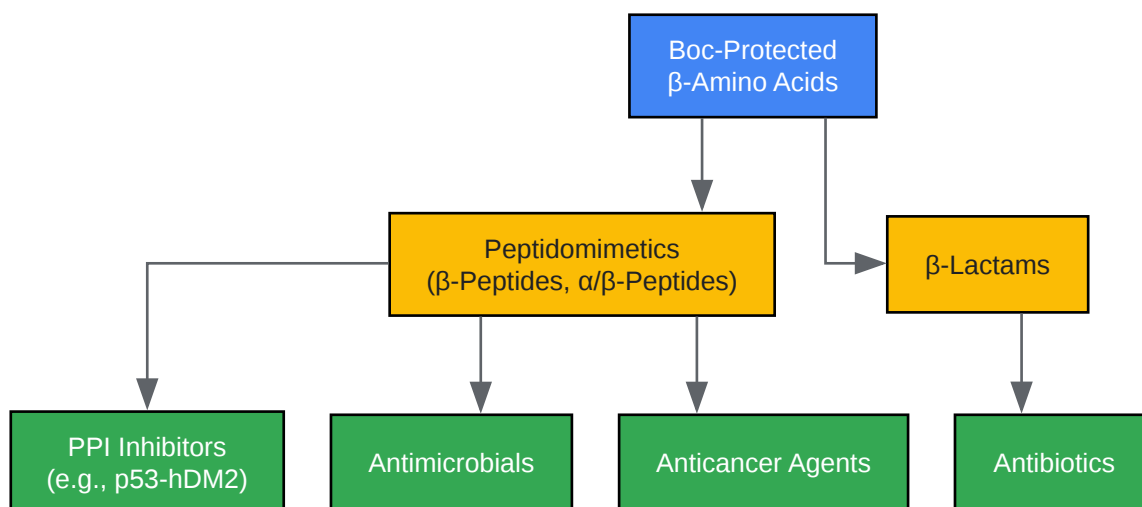 Boc-Protected
β-Amino Acids
Peptidomimetics
(β-Peptides, α/β-Peptides)
β-Lactams
PPI Inhibitors
(e.g., p53-hDM2)
Antimicrobials
Anticancer Agents
Antibiotics